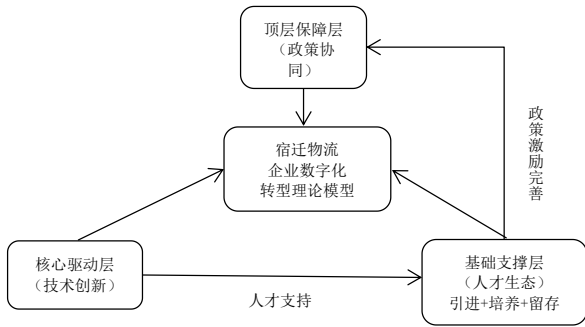 顶层保障层
（政策协
同）
政策激励完善
宿迁物流
企业数字化
转型理论模型
核心驱动层
（技术创新）
人才支持
基础支撑层
（人才生态）
引进+培养+留存